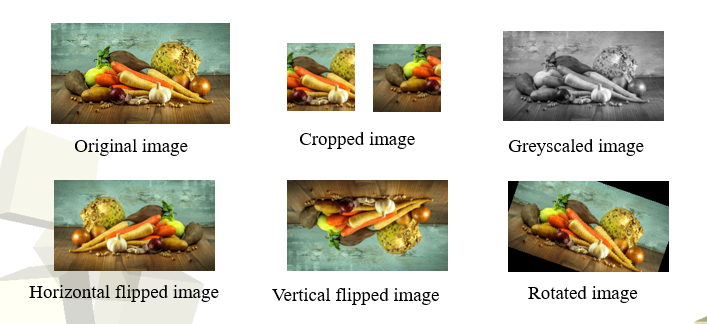 Original image
Cropped image
Greyscaled image
Horizontal flipped image
Vertical flipped image
Rotated image